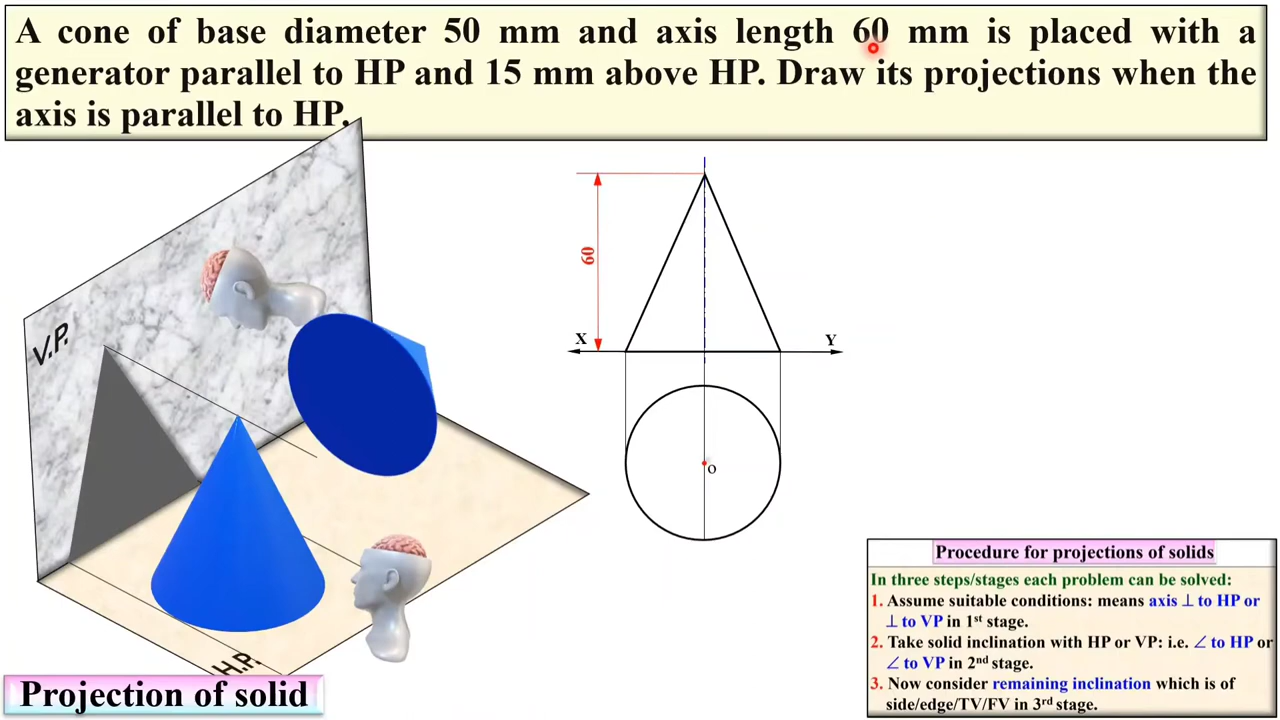 A cone of base diameter 50 mm and axis length 60 mm is placed with a
generator parallel to HP and 15 mm above HP. Draw its projections when the
axis is parallel to HP.
V.P.
H.P.
60
X
Y
o
Projection of solid
Procedure for projections of solids
In three steps/stages each problem can be solved:
1. Assume suitable conditions: means axis ⊥ to HP or
⊥ to VP in 1st stage.
2. Take solid inclination with HP or VP: i.e. ∠ to HP or
∠ to VP in 2nd stage.
3. Now consider remaining inclination which is of
side/edge/TV/FV in 3rd stage.